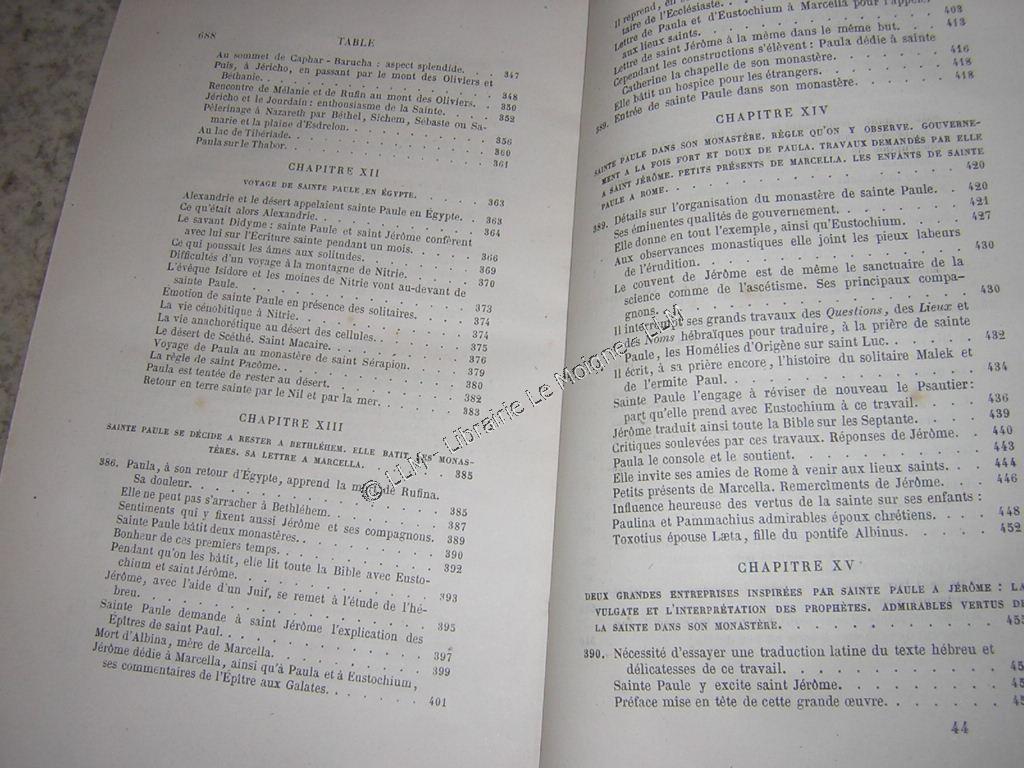 688 TABLE
Au sommet de Caphar-Barucha : aspect splendide. . . 347
Puis, à Jéricho, en passant par le mont des Oliviers et
Béthanie. . . . 348
Rencontre de Mélanie et de Rufin au mont des Oliviers. . 350
Jéricho et le Jourdain : enthousiasme de la Sainte. . . 352
Pèlerinage à Nazareth par Béthel, Sichem, Sébaste ou Sa-
marie et la plaine d'Esdrelon. . . . 356
Au lac de Tibériade. . . . 360
Paula sur le Thabor. . . . 361
CHAPITRE XII
VOYAGE DE SAINTE PAULE EN ÉGYPTE. . . . 363
Alexandrie et le désert appelaient sainte Paule en Égypte. . 363
Ce qu'était alors Alexandrie. . . . 364
Le savant Didyme : sainte Paule et saint Jérôme confèrent
avec lui sur l'Écriture sainte pendant un mois. . . . 366
Ce qui poussait les âmes aux solitudes. . . . 369
Difficultés d'un voyage à la montagne de Nitrie. . . . 370
L'évêque Isidore et les moines de Nitrie vont au-devant de
sainte Paule. . . . 373
Émotion de sainte Paule en présence des solitaires. . . . 374
La vie cénobitique à Nitrie. . . . 374
La vie anachorétique au désert des cellules. . . . 375
Le désert de Scéthé. Saint Macaire. . . . 376
Voyage de Paula au monastère de saint Sérapion. . . . 379
La règle de saint Pacôme. . . . 380
Paula est tentée de rester au désert. . . . 382
Retour en terre sainte par le Nil et par la mer. . . . 383
CHAPITRE XIII
SAINTE PAULE SE DÉCIDE A RESTER A BETHLÉHEM. ELLE BATIT DES MONAS-
TÈRES. SA LETTRE A MARCELLA. . . . 385
386. Paula, à son retour d'Égypte, apprend la mort de Rufina.
Sa douleur. . . . 385
Elle ne peut pas s'arracher à Bethléhem. . . . 387
Sentiments qui y fixent aussi Jérôme et ses compagnons. 389
Sainte Paule bâtit deux monastères. . . . 390
Bonheur de ces premiers temps. . . . 392
Pendant qu'on les bâtit, elle lit toute la Bible avec Eusto-
chium et saint Jérôme. . . . 393
Jérôme, avec l'aide d'un Juif, se remet à l'étude de l'hé-
breu. . . . 395
Sainte Paule demande à saint Jérôme l'explication des
Épîtres de saint Paul. . . . 397
Mort d'Albina, mère de Marcella. . . . 399
Jérôme dédie à Marcella, ainsi qu'à Paula et à Eustochium,
ses commentaires de l'Épître aux Galates. . . . 401
Il reprend, en
taire de l'Ecclésiaste. . . .
Lettre de Paula et d'Eustochium à Marcella pour l'appeler
aux lieux saints. . . . 403
Lettre de saint Jérôme à la même dans le même but. . 413
Cependant les constructions s'élèvent : Paula dédie à sainte
Catherine la chapelle de son monastère. . . . 416
Elle bâtit un hospice pour les étrangers. . . . 418
389. Entrée de sainte Paule dans son monastère. . . . 418
CHAPITRE XIV
SAINTE PAULE DANS SON MONASTÈRE. RÈGLE QU'ON Y OBSERVE. GOUVERNE-
MENT A LA FOIS FORT ET DOUX DE PAULA. TRAVAUX DEMANDÉS PAR ELLE
A SAINT JÉRÔME. PETITS PRÉSENTS DE MARCELLA. LES ENFANTS DE SAINTE
PAULE A ROME. . . . 420
389. Détails sur l'organisation du monastère de sainte Paule. . 420
Ses éminentes qualités de gouvernement. . . . 421
Elle donne en tout l'exemple, ainsi qu'Eustochium. . . 427
Aux observances monastiques elle joint les pieux labeurs
de l'érudition. . . . 430
Le couvent de Jérôme est de même le sanctuaire de la
science comme de l'ascétisme. Ses principaux compa-
gnons. . . . 430
Il interrompt ses grands travaux des Questions, des Lieux et
des Noms hébraïques pour traduire, à la prière de sainte
Paule, les Homélies d'Origène sur saint Luc. . . . 432
Il écrit, à sa prière encore, l'histoire du solitaire Malek et
de l'ermite Paul. . . . 434
Sainte Paule l'engage à réviser de nouveau le Psautier :
part qu'elle prend avec Eustochium à ce travail. . . . 436
Jérôme traduit ainsi toute la Bible sur les Septante. . . 439
Critiques soulevées par ces travaux. Réponses de Jérôme. . 440
Paula le console et le soutient. . . . 443
Elle invite ses amies de Rome à venir aux lieux saints. . . 444
Petits présents de Marcella. Remercîments de Jérôme. . . 446
Influence heureuse des vertus de la sainte sur ses enfants :
Paulina et Pammachius admirables époux chrétiens. . . 448
Toxotius épouse Læta, fille du pontife Albinus. . . . 452
CHAPITRE XV
DEUX GRANDES ENTREPRISES INSPIRÉES PAR SAINTE PAULE A JÉRÔME : LA
VULGATE ET L'INTERPRÉTATION DES PROPHÈTES. ADMIRABLES VERTUS DE
LA SAINTE DANS SON MONASTÈRE. . . . 455
390. Nécessité d'essayer une traduction latine du texte hébreu et
délicatesses de ce travail. . . . 45
Sainte Paule y excite saint Jérôme. . . . 45
Préface mise en tête de cette grande œuvre. . . . 45
44
© LLM - Librairie Le Moigne - LLM